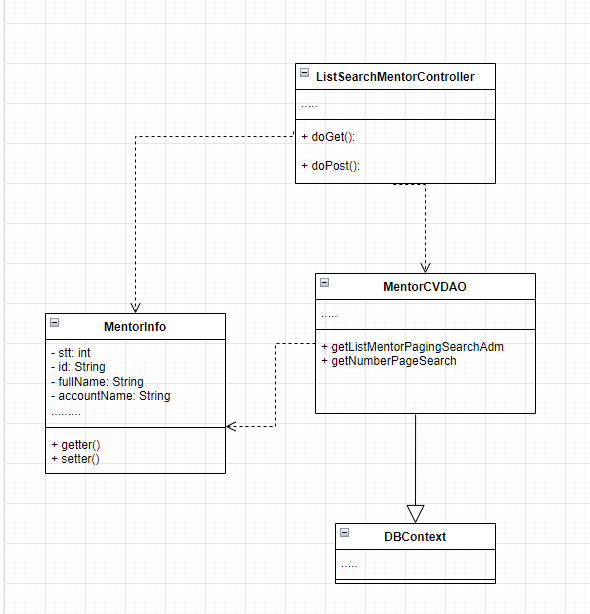 ListSearchMentorController
.....
+ doGet():
+ doPost():
MentorCVDAO
.....
+ getListMentorPagingSearchAdm
+ getNumberPageSearch
MentorInfo
- stt: int
- id: String
- fullName: String
- accountName: String
.........
+ getter()
+ setter()
DBContext
.....